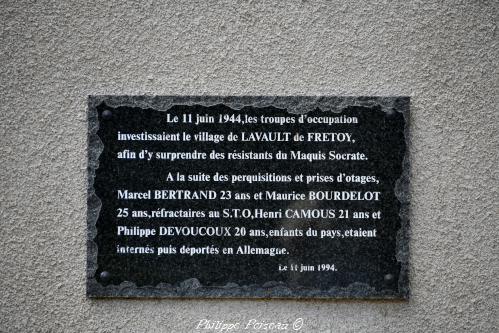 Le 11 juin 1944,les troupes d'occupation
investissaient le village de LAVAULT de FRETOY,
afin d'y surprendre des résistants du Maquis Socrate.
A la suite des perquisitions et prises d'otages,
Marcel BERTRAND 23 ans et Maurice BOURDELOT
25 ans,réfractaires au S.T.O,Henri CAMOUS 21 ans et
Philippe DEVOUCOUX 20 ans,enfants du pays,etaient
internés puis déportés en Allemagne.
Le 11 juin 1994.
Philippe Poiseau ©